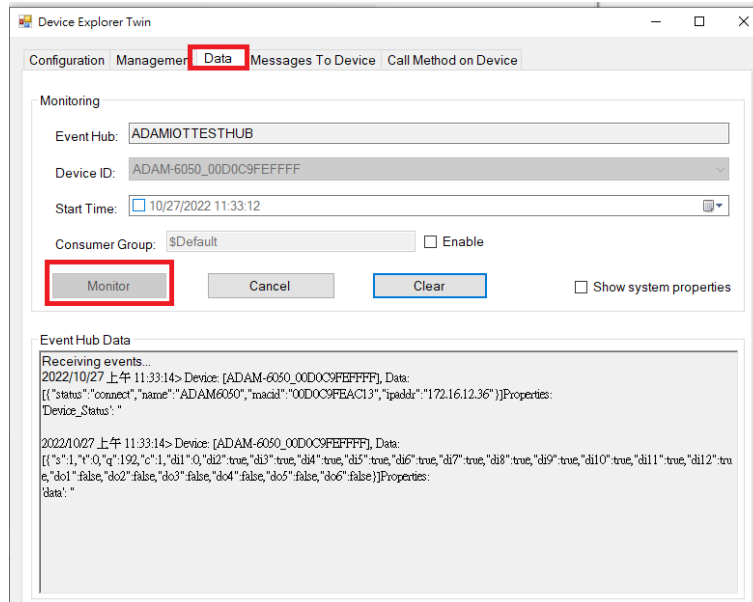 Device Explorer Twin
Configuration Managemen Data Messages To Device Call Method on Device
Monitoring
Event Hub: ADAMIOTTESTHUB
Device ID: ADAM-6050_00D0C9FEFFFF
Start Time: 10/27/2022 11:33:12
Consumer Group: $Default Enable
Monitor Cancel Clear Show system properties
Event Hub Data
Receiving events...
2022/10/27 上午 11:33:14> Device: [ADAM-6050_00D0C9FEFFFF], Data:
[{"status":"connect","name":"ADAM6050","macid":"00D0C9FEAC13","ipaddr":"172.16.12.36"}]Properties:
'Device_Status': ''
2022/10/27 上午 11:33:14> Device: [ADAM-6050_00D0C9FEFFFF], Data:
[{"s":1,"t":0,"q":192,"c":1,"di1":0,"di2":true,"di3":true,"di4":true,"di5":true,"di6":true,"di7":true,"di8":true,"di9":true,"di10":true,"di11":true,"di12":tru
e,"do1":false,"do2":false,"do3":false,"do4":false,"do5":false,"do6":false}]Properties:
'data': ''